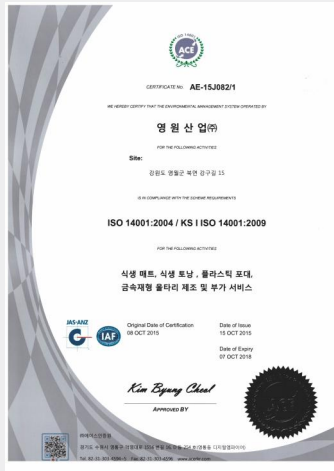 ISO 14001
ACE
CERTIFICATE No. AE-15J082/1
WE HEREBY CERTIFY THAT THE ENVIRONMENTAL MANAGEMENT SYSTEM OPERATED BY
영 원 산 업㈜
FOR THE FOLLOWING ACTIVITIES
Site:
강원도 영월군 북면 강구길 15
IS IN COMPLIANCE WITH THE SCHEME REQUIREMENTS
ISO 14001:2004 / KS I ISO 14001:2009
FOR THE FOLLOWING ACTIVITIES
식생 매트, 식생 토낭 , 플라스틱 포대,
금속재형 울타리 제조 및 부가 서비스
JAS-ANZ
IAF
Original Date of Certification
08 OCT 2015
Date of Issue
15 OCT 2015
Date of Expiry
07 OCT 2018
Kim Byung Cheol
APPROVED BY